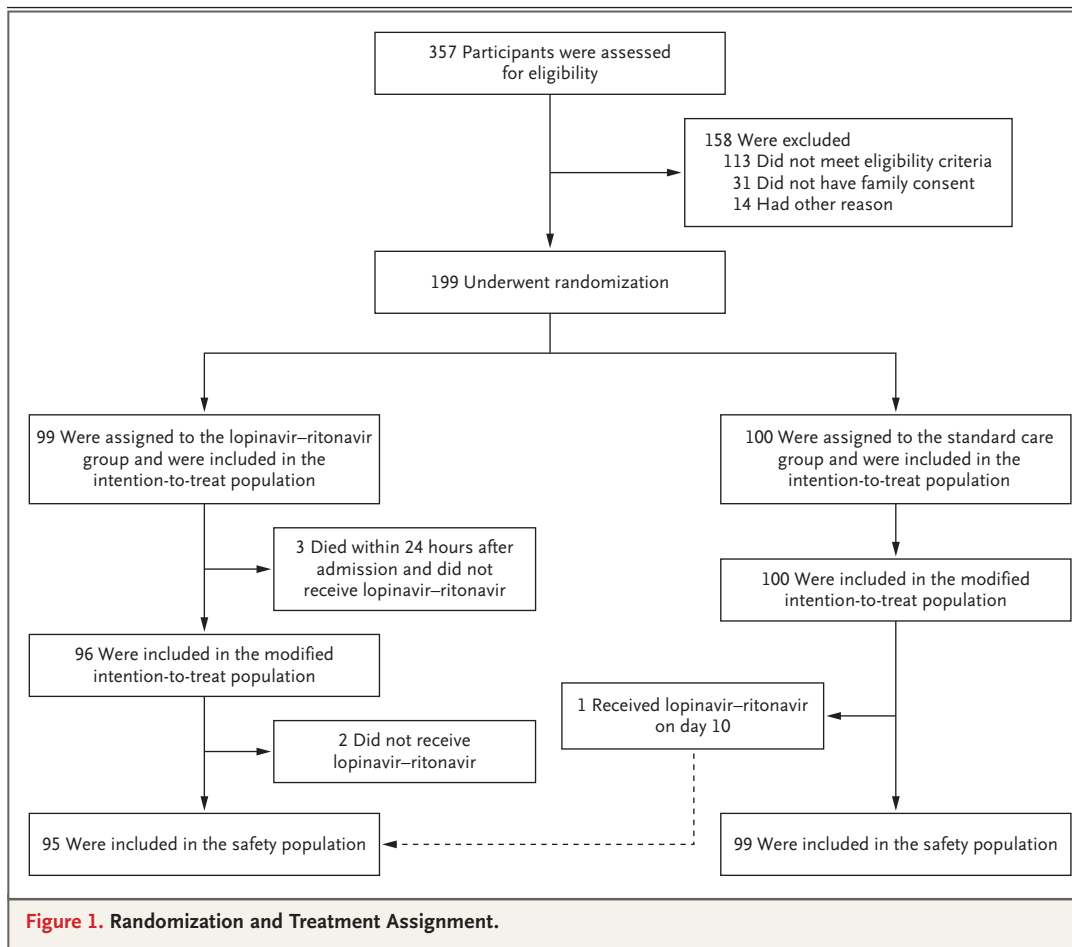 357 Participants were assessed
for eligibility
158 Were excluded
113 Did not meet eligibility criteria
31 Did not have family consent
14 Had other reason
199 Underwent randomization
99 Were assigned to the lopinavir–ritonavir
group and were included in the
intention-to-treat population
100 Were assigned to the standard care
group and were included in the
intention-to-treat population
3 Died within 24 hours after
admission and did not
receive lopinavir–ritonavir
100 Were included in the modified
intention-to-treat population
96 Were included in the modified
intention-to-treat population
1 Received lopinavir–ritonavir
on day 10
2 Did not receive
lopinavir–ritonavir
95 Were included in the safety population
99 Were included in the safety population
Figure 1. Randomization and Treatment Assignment.